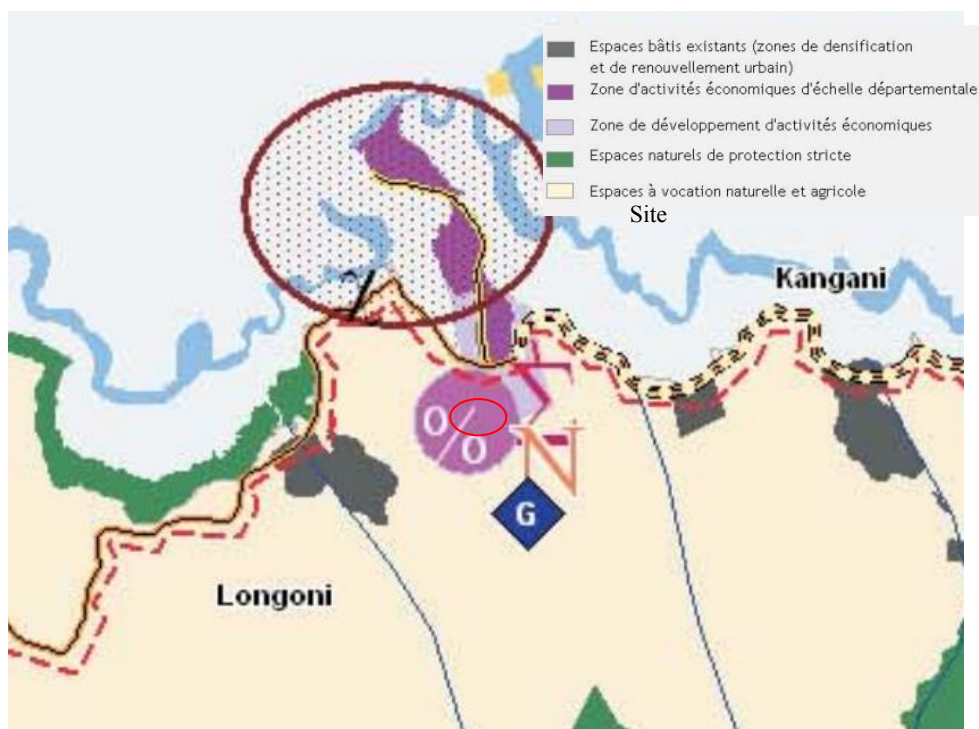 Espaces bâtis existants (zones de densification
et de renouvellement urbain)
Zone d'activités économiques d'échelle départementale
Zone de développement d'activités économiques
Espaces naturels de protection stricte
Espaces à vocation naturelle et agricole
Site
Kangani
O/O
N
G
Longoni